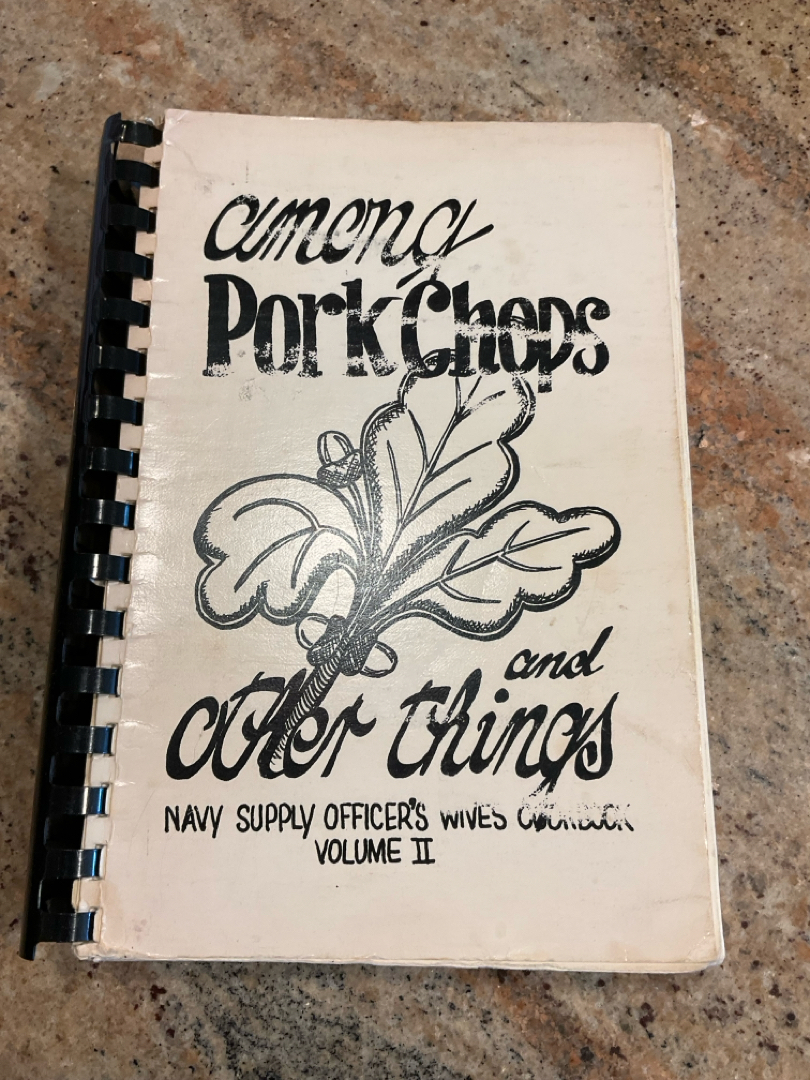 among
Pork Chops
and
other things
NAVY SUPPLY OFFICER'S WIVES COOKBOOK
VOLUME II